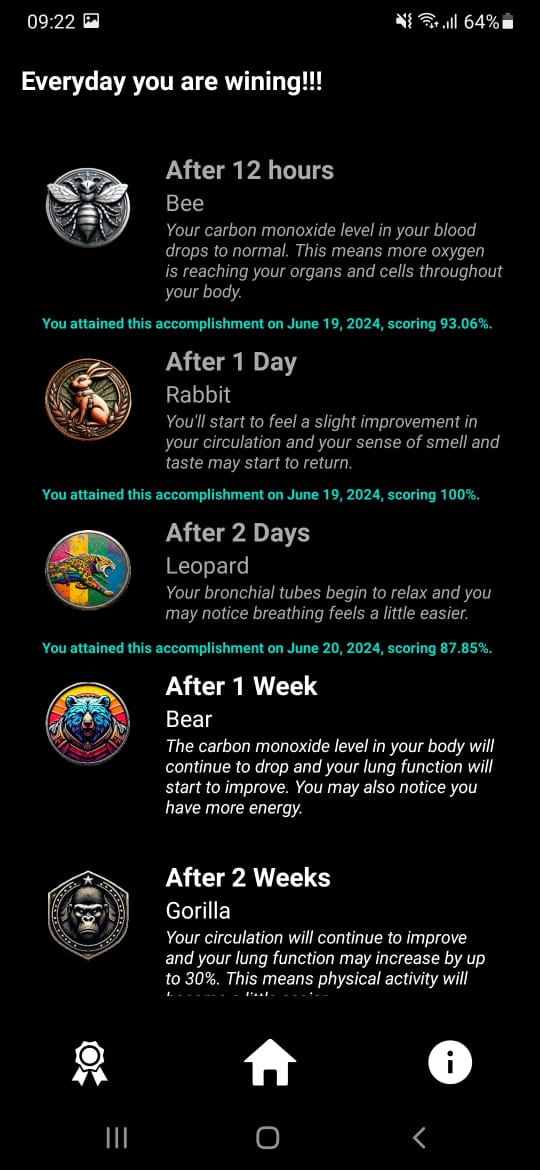 09:22 64%
Everyday you are wining!!!
After 12 hours
Bee
Your carbon monoxide level in your blood
drops to normal. This means more oxygen
is reaching your organs and cells throughout
your body.
You attained this accomplishment on June 19, 2024, scoring 93.06%.
After 1 Day
Rabbit
You'll start to feel a slight improvement in
your circulation and your sense of smell and
taste may start to return.
You attained this accomplishment on June 19, 2024, scoring 100%.
After 2 Days
Leopard
Your bronchial tubes begin to relax and you
may notice breathing feels a little easier.
You attained this accomplishment on June 20, 2024, scoring 87.85%.
After 1 Week
Bear
The carbon monoxide level in your body will
continue to drop and your lung function will
start to improve. You may also notice you
have more energy.
After 2 Weeks
Gorilla
Your circulation will continue to improve
and your lung function may increase by up
to 30%. This means physical activity will